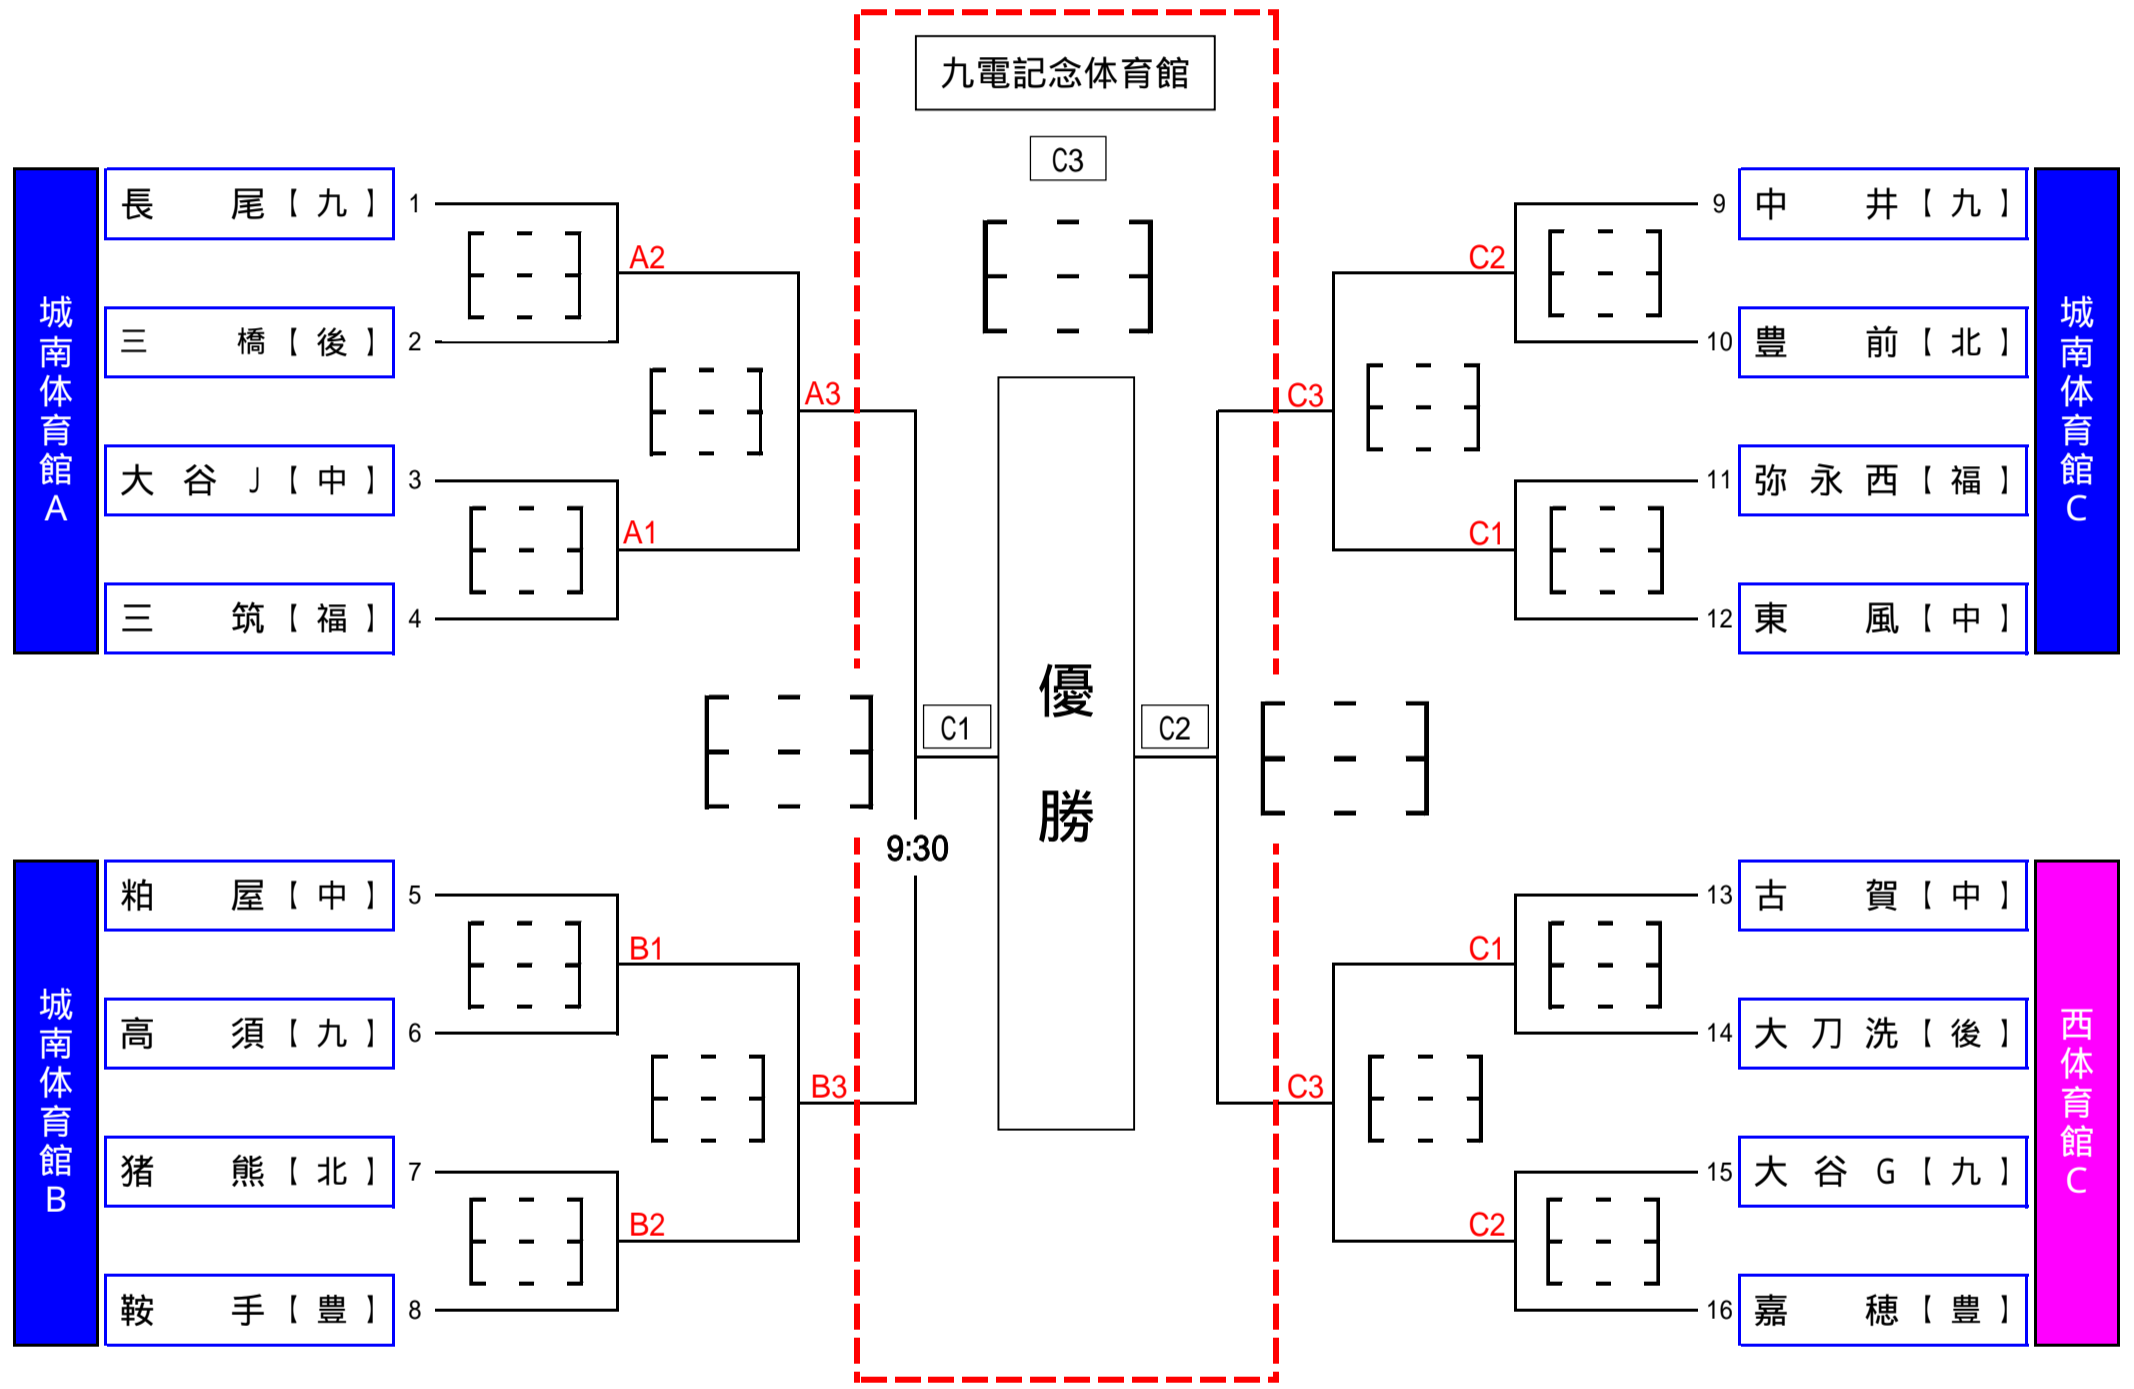 九電記念体育館
C3
城南体育館A
長尾【九】 1
三橋【後】 2
大谷J【中】 3
三筑【福】 4
A2
A3
A1
城南体育館B
粕屋【中】 5
高須【九】 6
猪熊【北】 7
鞍手【豊】 8
B1
B3
B2
C1
9:30
優勝
C2
C2
C3
C1
9 中井【九】
10 豊前【北】
11 弥永西【福】
12 東風【中】
城南体育館C
C1
C3
C2
13 古賀【中】
14 大刀洗【後】
15 大谷G【九】
16 嘉穂【豊】
西体育館C